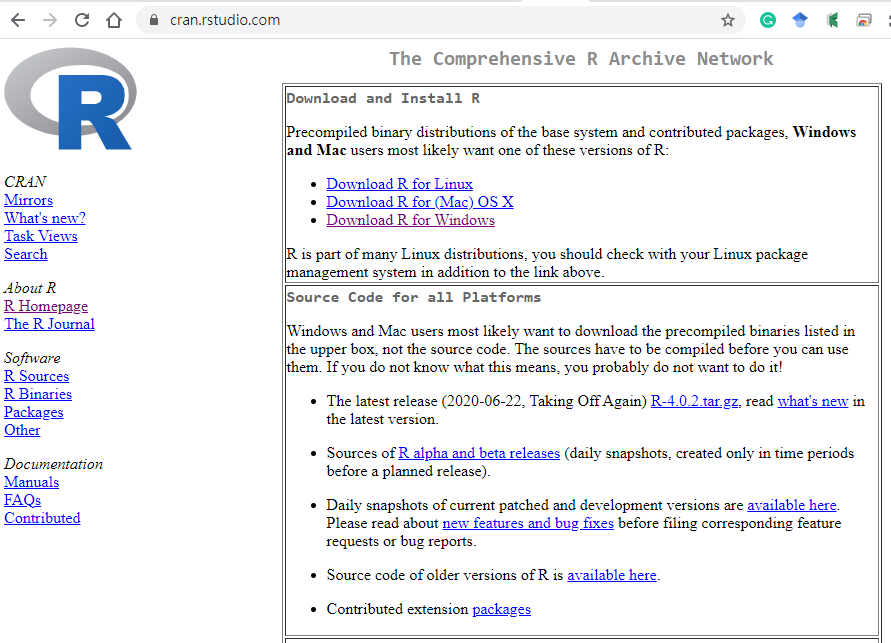 cran.rstudio.com
The Comprehensive R Archive Network
R
CRAN
Mirrors
What's new?
Task Views
Search
About R
R Homepage
The R Journal
Software
R Sources
R Binaries
Packages
Other
Documentation
Manuals
FAQs
Contributed
Download and Install R
Precompiled binary distributions of the base system and contributed packages, Windows
and Mac users most likely want one of these versions of R:
• Download R for Linux
• Download R for (Mac) OS X
• Download R for Windows
R is part of many Linux distributions, you should check with your Linux package
management system in addition to the link above.
Source Code for all Platforms
Windows and Mac users most likely want to download the precompiled binaries listed in
the upper box, not the source code. The sources have to be compiled before you can use
them. If you do not know what this means, you probably do not want to do it!
• The latest release (2020-06-22, Taking Off Again) R-4.0.2.tar.gz, read what's new in
the latest version.
• Sources of R alpha and beta releases (daily snapshots, created only in time periods
before a planned release).
• Daily snapshots of current patched and development versions are available here.
Please read about new features and bug fixes before filing corresponding feature
requests or bug reports.
• Source code of older versions of R is available here.
• Contributed extension packages